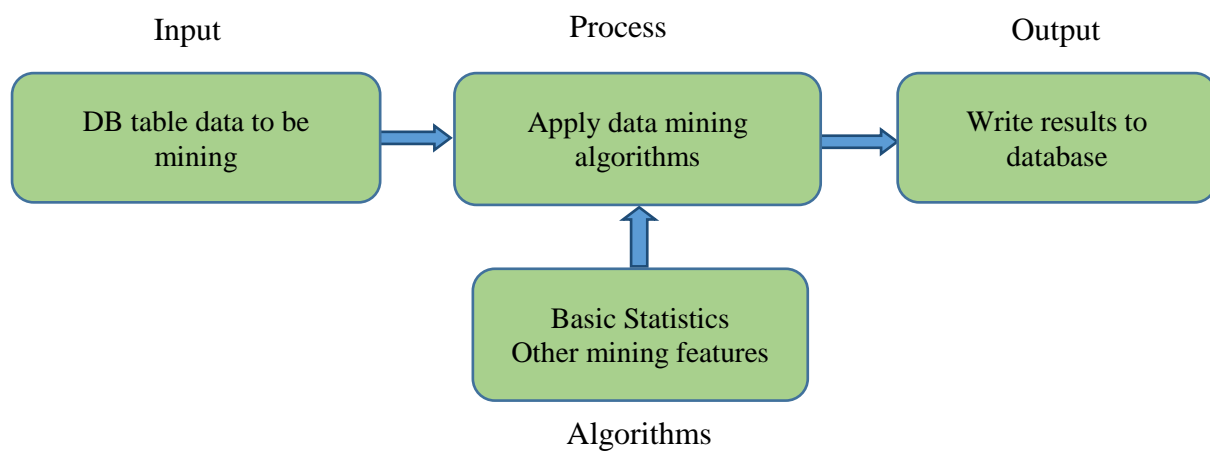 Input
Process
Output
DB table data to be
mining
Apply data mining
algorithms
Write results to
database
Basic Statistics
Other mining features
Algorithms